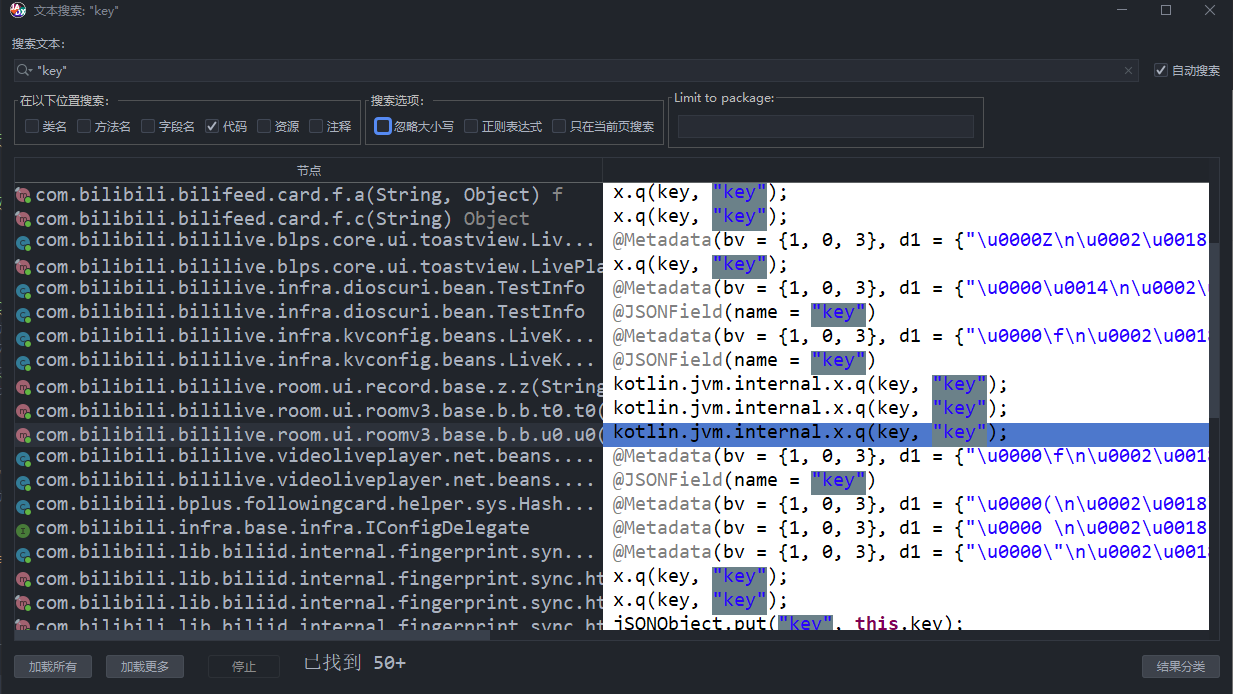 文本搜索: "key"
搜索文本:
"key"
自动搜索
在以下位置搜索:
类名 方法名 字段名 代码 资源 注释
搜索选项:
忽略大小写 正则表达式 只在当前页搜索
Limit to package:
节点
com.bilibili.bilifeed.card.f.a(String, Object) f x.q(key, "key");
com.bilibili.bilifeed.card.f.c(String) Object x.q(key, "key");
com.bilibili.bililive.blps.core.ui.toastview.Liv... @Metadata(bv = {1, 0, 3}, d1 = {"\u0000Z\n\u0002\u0018
com.bilibili.bililive.blps.core.ui.toastview.LivePla x.q(key, "key");
com.bilibili.bililive.infra.dioscuri.bean.TestInfo @Metadata(bv = {1, 0, 3}, d1 = {"\u0000\u0014\n\u0002\
com.bilibili.bililive.infra.dioscuri.bean.TestInfo @JSONField(name = "key")
com.bilibili.bililive.infra.kvconfig.beans.LiveK... @Metadata(bv = {1, 0, 3}, d1 = {"\u0000\f\n\u0002\u0018
com.bilibili.bililive.infra.kvconfig.beans.LiveK... @JSONField(name = "key")
com.bilibili.bililive.room.ui.record.base.z.z(String kotlin.jvm.internal.x.q(key, "key");
com.bilibili.bililive.room.ui.roomv3.base.b.b.t0.t0( kotlin.jvm.internal.x.q(key, "key");
com.bilibili.bililive.room.ui.roomv3.base.b.b.u0.u0( kotlin.jvm.internal.x.q(key, "key");
com.bilibili.bililive.videoliveplayer.net.beans.... @Metadata(bv = {1, 0, 3}, d1 = {"\u0000\f\n\u0002\u0018
com.bilibili.bililive.videoliveplayer.net.beans.... @JSONField(name = "key")
com.bilibili.bplus.followingcard.helper.sys.Hash... @Metadata(bv = {1, 0, 3}, d1 = {"\u0000(\n\u0002\u0018
com.bilibili.infra.base.infra.IConfigDelegate @Metadata(bv = {1, 0, 3}, d1 = {"\u0000 \n\u0002\u0018
com.bilibili.lib.biliid.internal.fingerprint.syn... @Metadata(bv = {1, 0, 3}, d1 = {"\u0000\"\n\u0002\u0018
com.bilibili.lib.biliid.internal.fingerprint.sync.ht x.q(key, "key");
com.bilibili.lib.biliid.internal.fingerprint.sync.ht x.q(key, "key");
com.bilibili.lib.biliid.internal.fingerprint.sync.ht jSONObject.put("key", this.key);
加载所有 加载更多 停止 已找到 50+ 结果分类